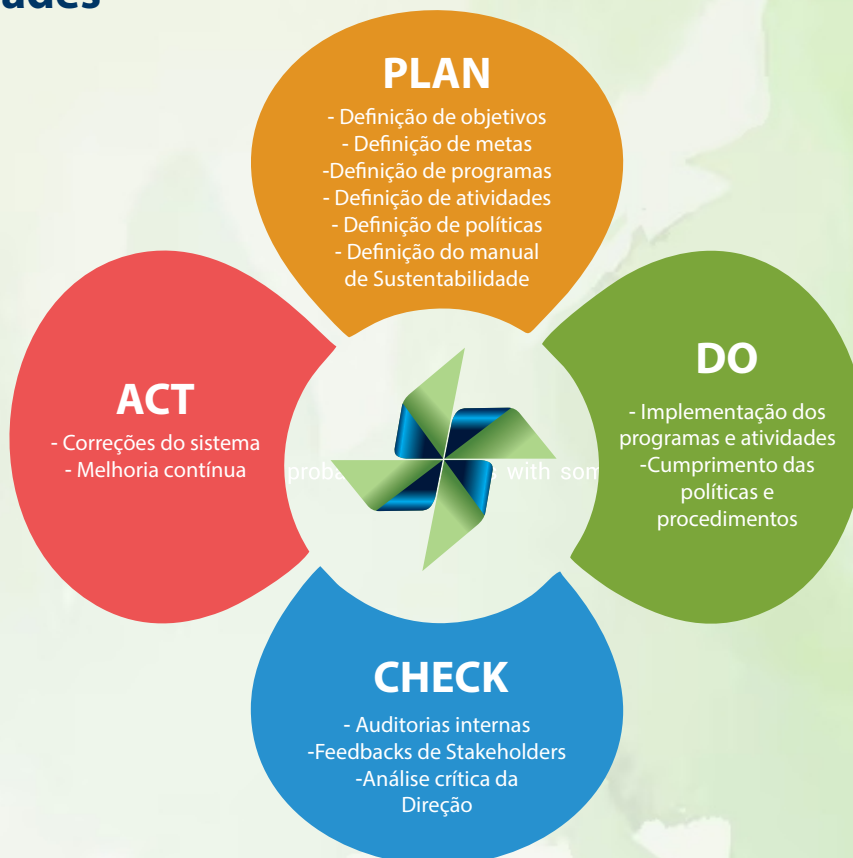 ades
PLAN
- Definição de objetivos
- Definição de metas
-Definição de programas
- Definição de atividades
- Definição de políticas
- Definição do manual
de Sustentabilidade
DO
- Implementação dos
programas e atividades
-Cumprimento das
políticas e
procedimentos
ACT
- Correções do sistema
- Melhoria contínua
with som
CHECK
- Auditorias internas
-Feedbacks de Stakeholders
-Análise crítica da
Direção